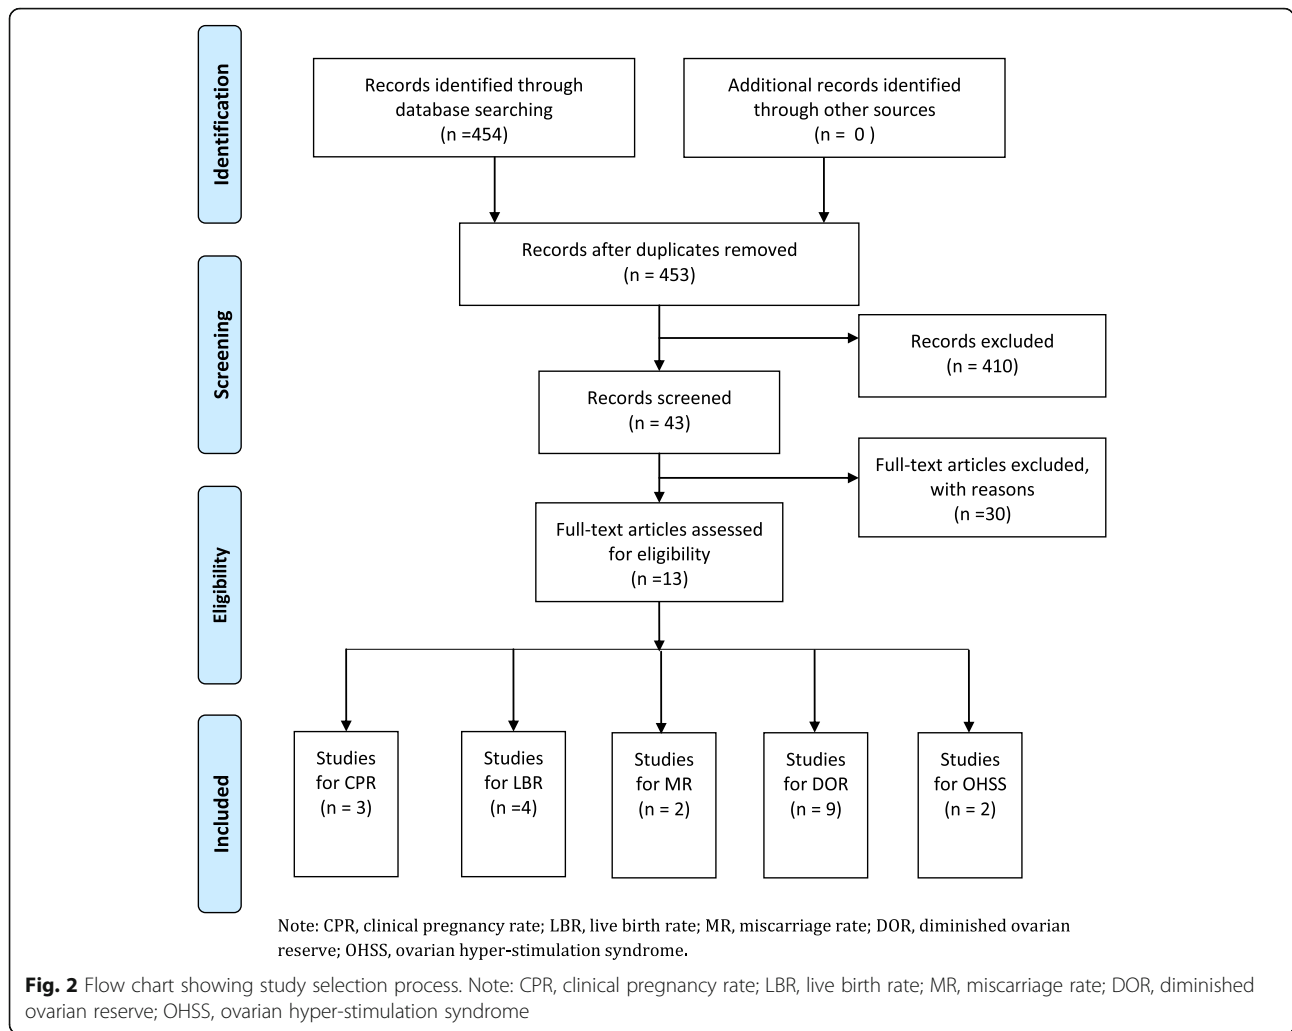 Identification
Records identified through
database searching
(n =454)
Additional records identified
through other sources
(n = 0 )
Records after duplicates removed
(n = 453)
Screening
Records excluded
(n = 410)
Records screened
(n = 43)
Full-text articles excluded,
with reasons
(n =30)
Eligibility
Full-text articles assessed
for eligibility
(n =13)
Included
Studies
for CPR
(n = 3)
Studies
for LBR
(n =4)
Studies
for MR
(n = 2)
Studies
for DOR
(n = 9)
Studies
for OHSS
(n = 2)
Note: CPR, clinical pregnancy rate; LBR, live birth rate; MR, miscarriage rate; DOR, diminished ovarian
reserve; OHSS, ovarian hyper-stimulation syndrome.
Fig. 2 Flow chart showing study selection process. Note: CPR, clinical pregnancy rate; LBR, live birth rate; MR, miscarriage rate; DOR, diminished
ovarian reserve; OHSS, ovarian hyper-stimulation syndrome